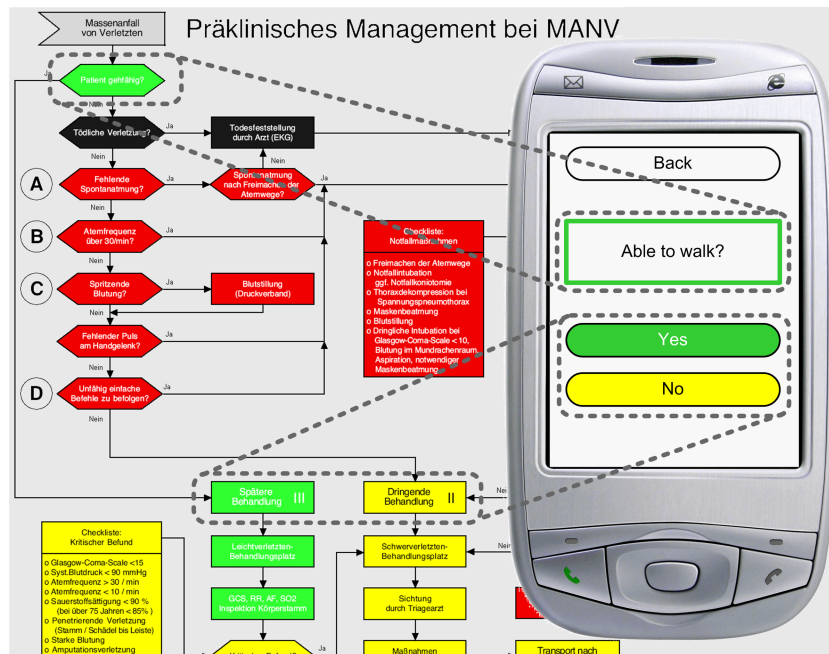 Präklinisches Management bei MANV
Massenanfall
von Verletzten
Patient gehfähig?
Nein
Tödliche Verletzung?
Ja
Todesfeststellung
durch Arzt (EKG)
Nein
Nein
A
Fehlende
Spontanatmung?
Ja
Spontanatmung
nach Freimachen der
Atemwege?
Ja
Nein
B
Atemfrequenz
über 30/min?
Ja
Nein
C
Spritzende
Blutung?
Ja
Blutstillung
(Druckverband)
Nein
Fehlender Puls
am Handgelenk?
Ja
D
Unfähig einfache
Befehle zu befolgen?
Ja
Nein
Checkliste:
Notfallmaßnahmen
o Freimachen der Atemwege
o Notfallintubation
ggf. Notfallkoniotomie
o Thoraxdekompression bei
Spannungspneumothorax
o Maskenbeatmung
o Blutstillung
o Dringliche Intubation bei
Glasgow-Coma-Scale < 10,
Blutung im Mundrachenraum,
Aspiration, notwendiger
Maskenbeatmung
Back
Able to walk?
Yes
No
Spätere
Behandlung III
Dringende
Behandlung II
Nei
Leichtverletzten-
Behandlungsplatz
Schwerverletzten-
Behandlungsplatz
Nein
GCS, RR, AF, SO2
Inspektion Körperstamm
Sichtung
durch Triagearzt
Ja
Maßnahmen
Transport nach
Checkliste:
Kritischer Befund
o Glasgow-Coma-Scale <15
o Syst.Blutdruck < 90 mmHg
o Atemfrequenz > 30 / min
o Atemfrequenz < 10 / min
o Sauerstoffsättigung < 90 %
(bei über 75 Jahren < 85% )
o Penetrierende Verletzung
(Stamm / Schädel bis Leiste)
o Starke Blutung
o Amputationsverletzung